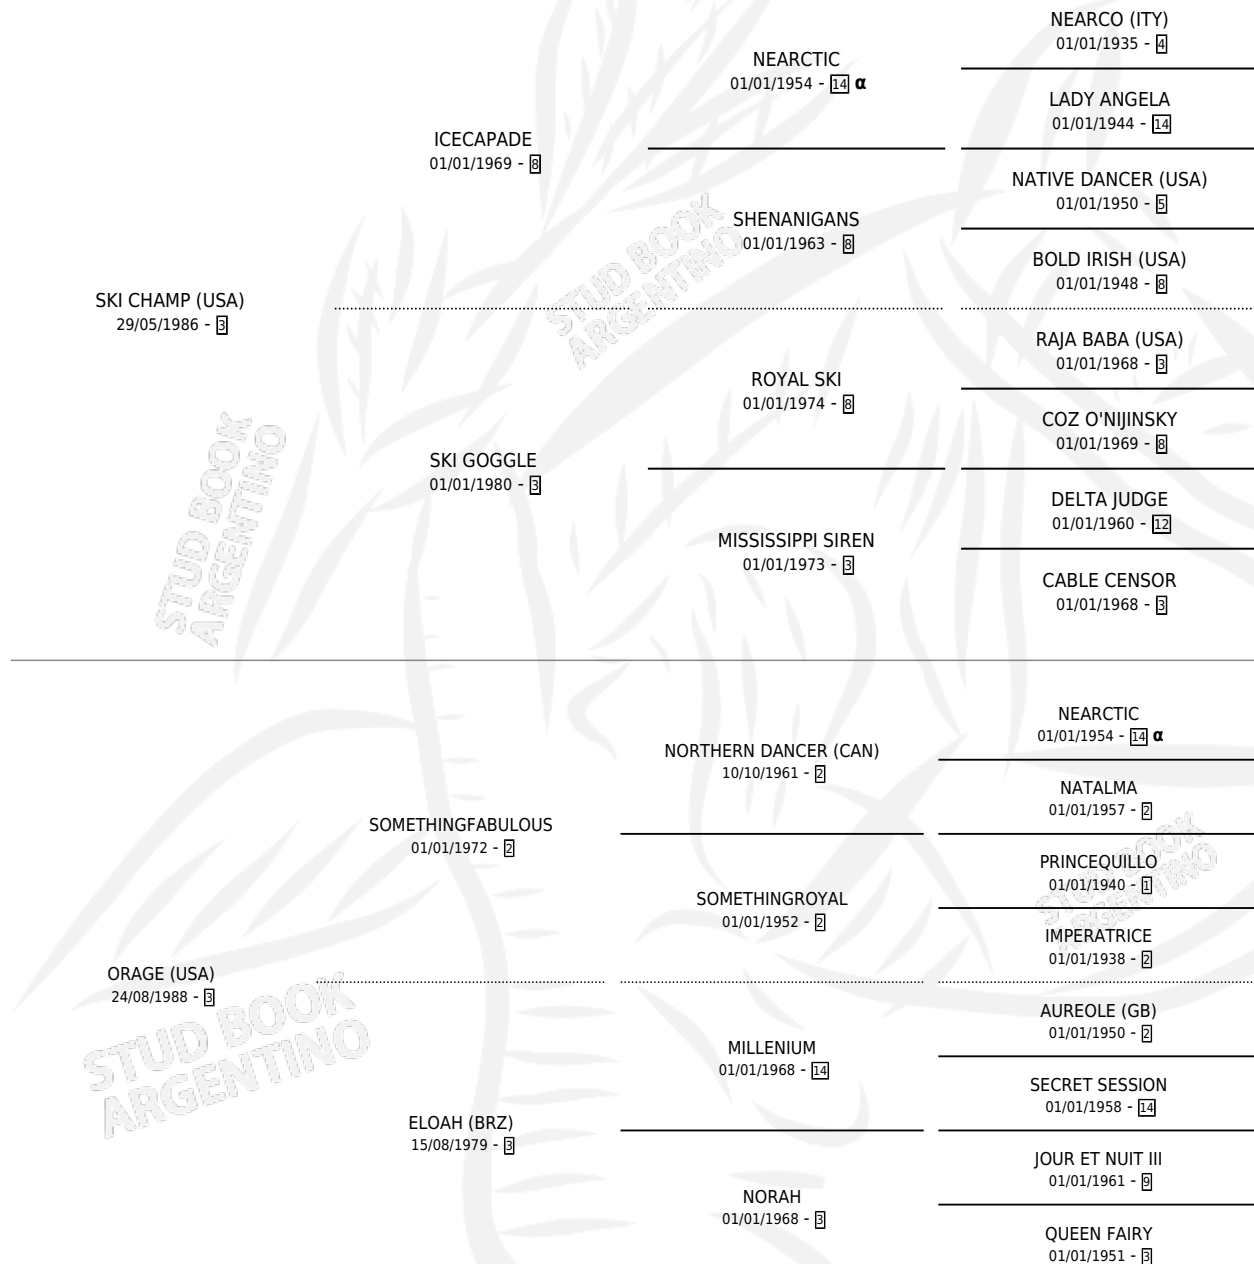 NEARCO (ITY)
01/01/1935 - 4
NEARCTIC
01/01/1954 - 14 α
LADY ANGELA
01/01/1944 - 14
ICECAPADE
01/01/1969 - 8
NATIVE DANCER (USA)
01/01/1950 - 5
SHENANIGANS
01/01/1963 - 8
BOLD IRISH (USA)
01/01/1948 - 8
SKI CHAMP (USA)
29/05/1986 - 3
RAJA BABA (USA)
01/01/1968 - 3
ROYAL SKI
01/01/1974 - 8
COZ O'NIJINSKY
01/01/1969 - 8
SKI GOGGLE
01/01/1980 - 3
DELTA JUDGE
01/01/1960 - 12
MISSISSIPPI SIREN
01/01/1973 - 3
CABLE CENSOR
01/01/1968 - 3
NEARCTIC
01/01/1954 - 14 α
NORTHERN DANCER (CAN)
10/10/1961 - 2
NATALMA
01/01/1957 - 2
SOMETHINGFABULOUS
01/01/1972 - 2
PRINCEQUILLO
01/01/1940 - 1
SOMETHINGROYAL
01/01/1952 - 2
IMPERATRICE
01/01/1938 - 2
ORAGE (USA)
24/08/1988 - 3
AUREOLE (GB)
01/01/1950 - 2
MILLENIUM
01/01/1968 - 14
SECRET SESSION
01/01/1958 - 14
ELOAH (BRZ)
15/08/1979 - 3
JOUR ET NUIT III
01/01/1961 - 9
NORAH
01/01/1968 - 3
QUEEN FAIRY
01/01/1951 - 3
STUD BOOK
ARGENTINO
STUD BOOK
ARGENTINO
STUD BOOK
ARGENTINO
STUD BOOK
ARGENTINO